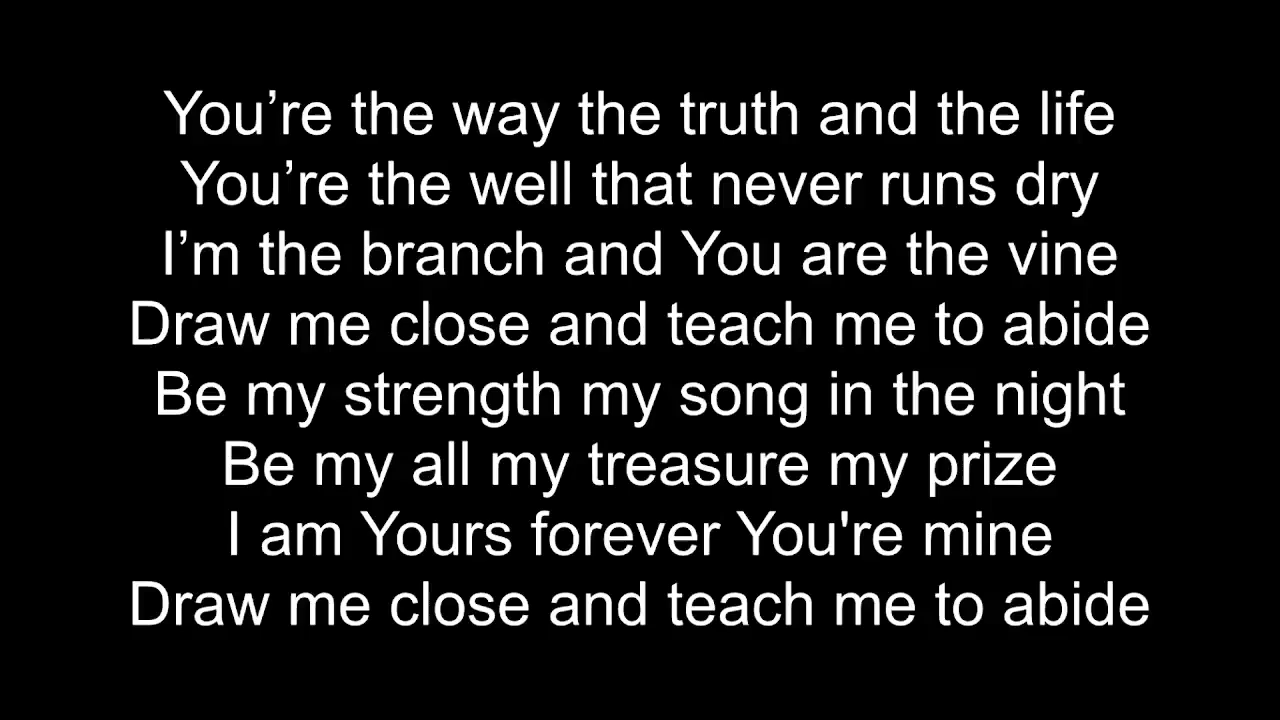 You’re the way the truth and the life
You’re the well that never runs dry
I’m the branch and You are the vine
Draw me close and teach me to abide
Be my strength my song in the night
Be my all my treasure my prize
I am Yours forever You're mine
Draw me close and teach me to abide